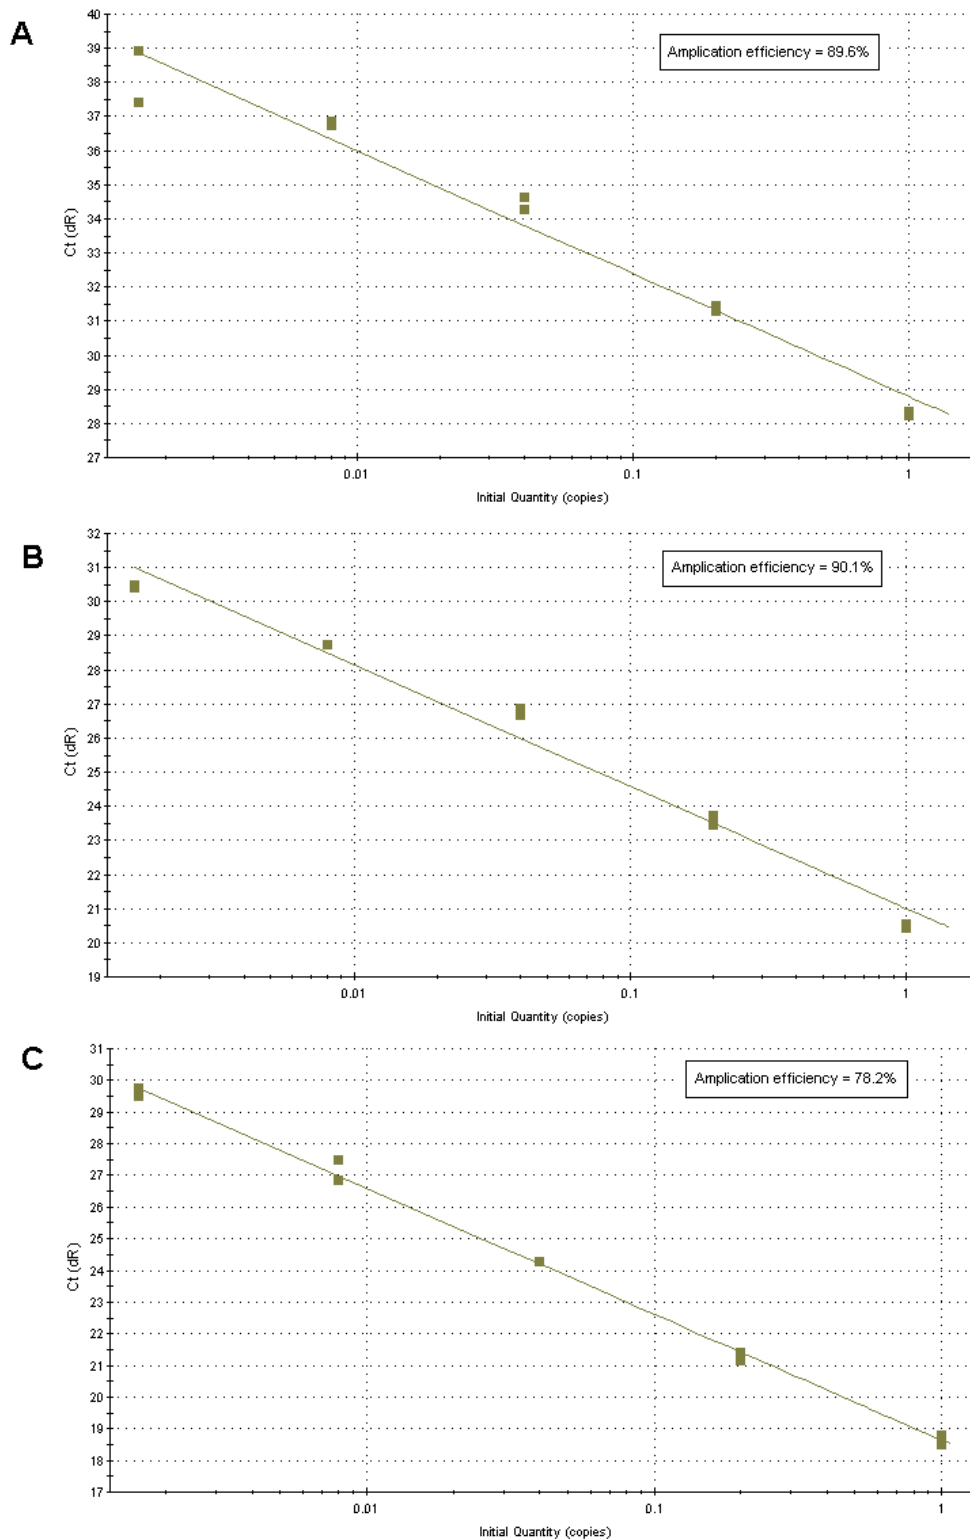 A
Amplication efficiency = 89.6%
40
39
38
37
36
35
34
33
32
31
30
29
28
27
Ct (dR)
0.01 0.1 1
Initial Quantity (copies)
B
Amplication efficiency = 90.1%
32
31
30
29
28
27
26
25
24
23
22
21
20
19
Ct (dR)
0.01 0.1 1
Initial Quantity (copies)
C
Amplication efficiency = 78.2%
31
30
29
28
27
26
25
24
23
22
21
20
19
18
17
Ct (dR)
0.01 0.1 1
Initial Quantity (copies)